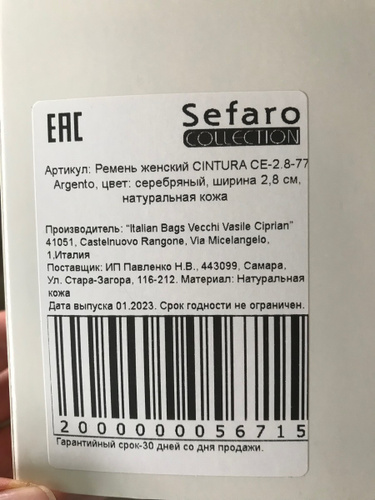 EAC
Sefaro
COLLECTION
Артикул: Ремень женский CINTURA CE-2.8-77
Argento, цвет: серебряный, ширина 2,8 см,
натуральная кожа
Производитель: "Italian Bags Vecchi Vasile Ciprian"
41051, Castelnuovo Rangone, Via Micelangelo,
1,Италия
Поставщик: ИП Павленко Н.В., 443099, Самара,
Ул. Стара-Загора, 116-212. Материал: Натуральная
кожа
Дата выпуска 01.2023. Срок годности не ограничен.
2000000056715
Гарантийный срок-30 дней со дня продажи.